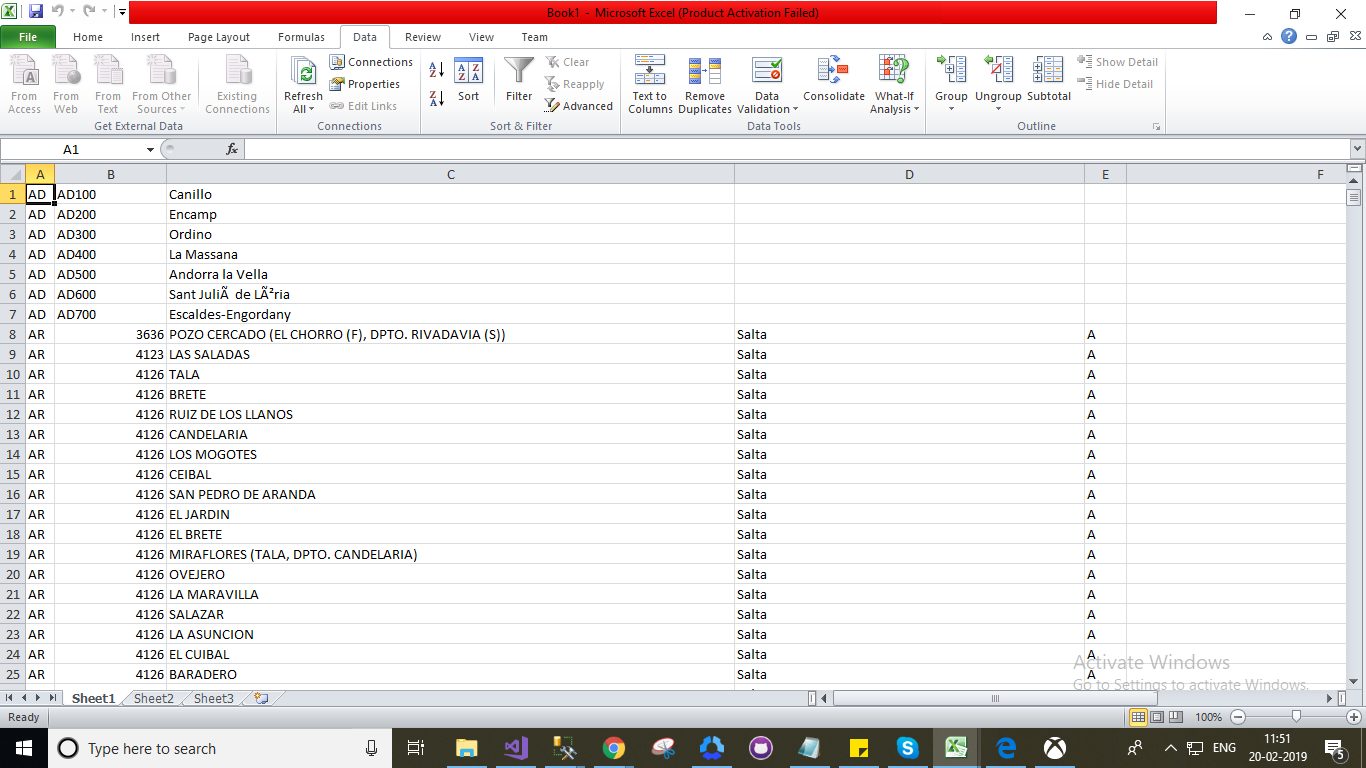 Book1 - Microsoft Excel (Product Activation Failed)
File Home Insert Page Layout Formulas Data Review View Team
From Access From Web From Text From Other Sources Existing Connections
Get External Data
Refresh All Connections Properties Edit Links
Connections
Sort Filter Clear Reapply Advanced
Sort & Filter
Text to Columns Remove Duplicates Data Validation Consolidate What-If Analysis
Data Tools
Group Ungroup Subtotal Show Detail Hide Detail
Outline
A1 fx
A B C D E F
1 AD AD100 Canillo
2 AD AD200 Encamp
3 AD AD300 Ordino
4 AD AD400 La Massana
5 AD AD500 Andorra la Vella
6 AD AD600 Sant JuliÃ  de LÃ²ria
7 AD AD700 Escaldes-Engordany
8 AR 3636 POZO CERCADO (EL CHORRO (F), DPTO. RIVADAVIA (S)) Salta A
9 AR 4123 LAS SALADAS Salta A
10 AR 4126 TALA Salta A
11 AR 4126 BRETE Salta A
12 AR 4126 RUIZ DE LOS LLANOS Salta A
13 AR 4126 CANDELARIA Salta A
14 AR 4126 LOS MOGOTES Salta A
15 AR 4126 CEIBAL Salta A
16 AR 4126 SAN PEDRO DE ARANDA Salta A
17 AR 4126 EL JARDIN Salta A
18 AR 4126 EL BRETE Salta A
19 AR 4126 MIRAFLORES (TALA, DPTO. CANDELARIA) Salta A
20 AR 4126 OVEJERO Salta A
21 AR 4126 LA MARAVILLA Salta A
22 AR 4126 SALAZAR Salta A
23 AR 4126 LA ASUNCION Salta A
24 AR 4126 EL CUIBAL Salta A
25 AR 4126 BARADERO Salta A
Activate Windows
Go to Settings to activate Windows.
Sheet1 Sheet2 Sheet3
Ready 100%
Type here to search ENG 11:51
20-02-2019 5